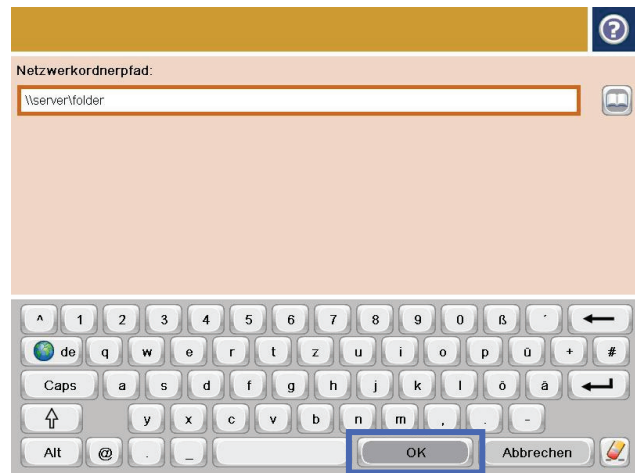 ?
Netzwerkordnerpfad:
\\server\folder
^ 1 2 3 4 5 6 7 8 9 0 ß ´
de q w e r t z u i o p ü + #
Caps a s d f g h j k l ö ä
y x c v b n m , . -
Alt @ . _ OK Abbrechen